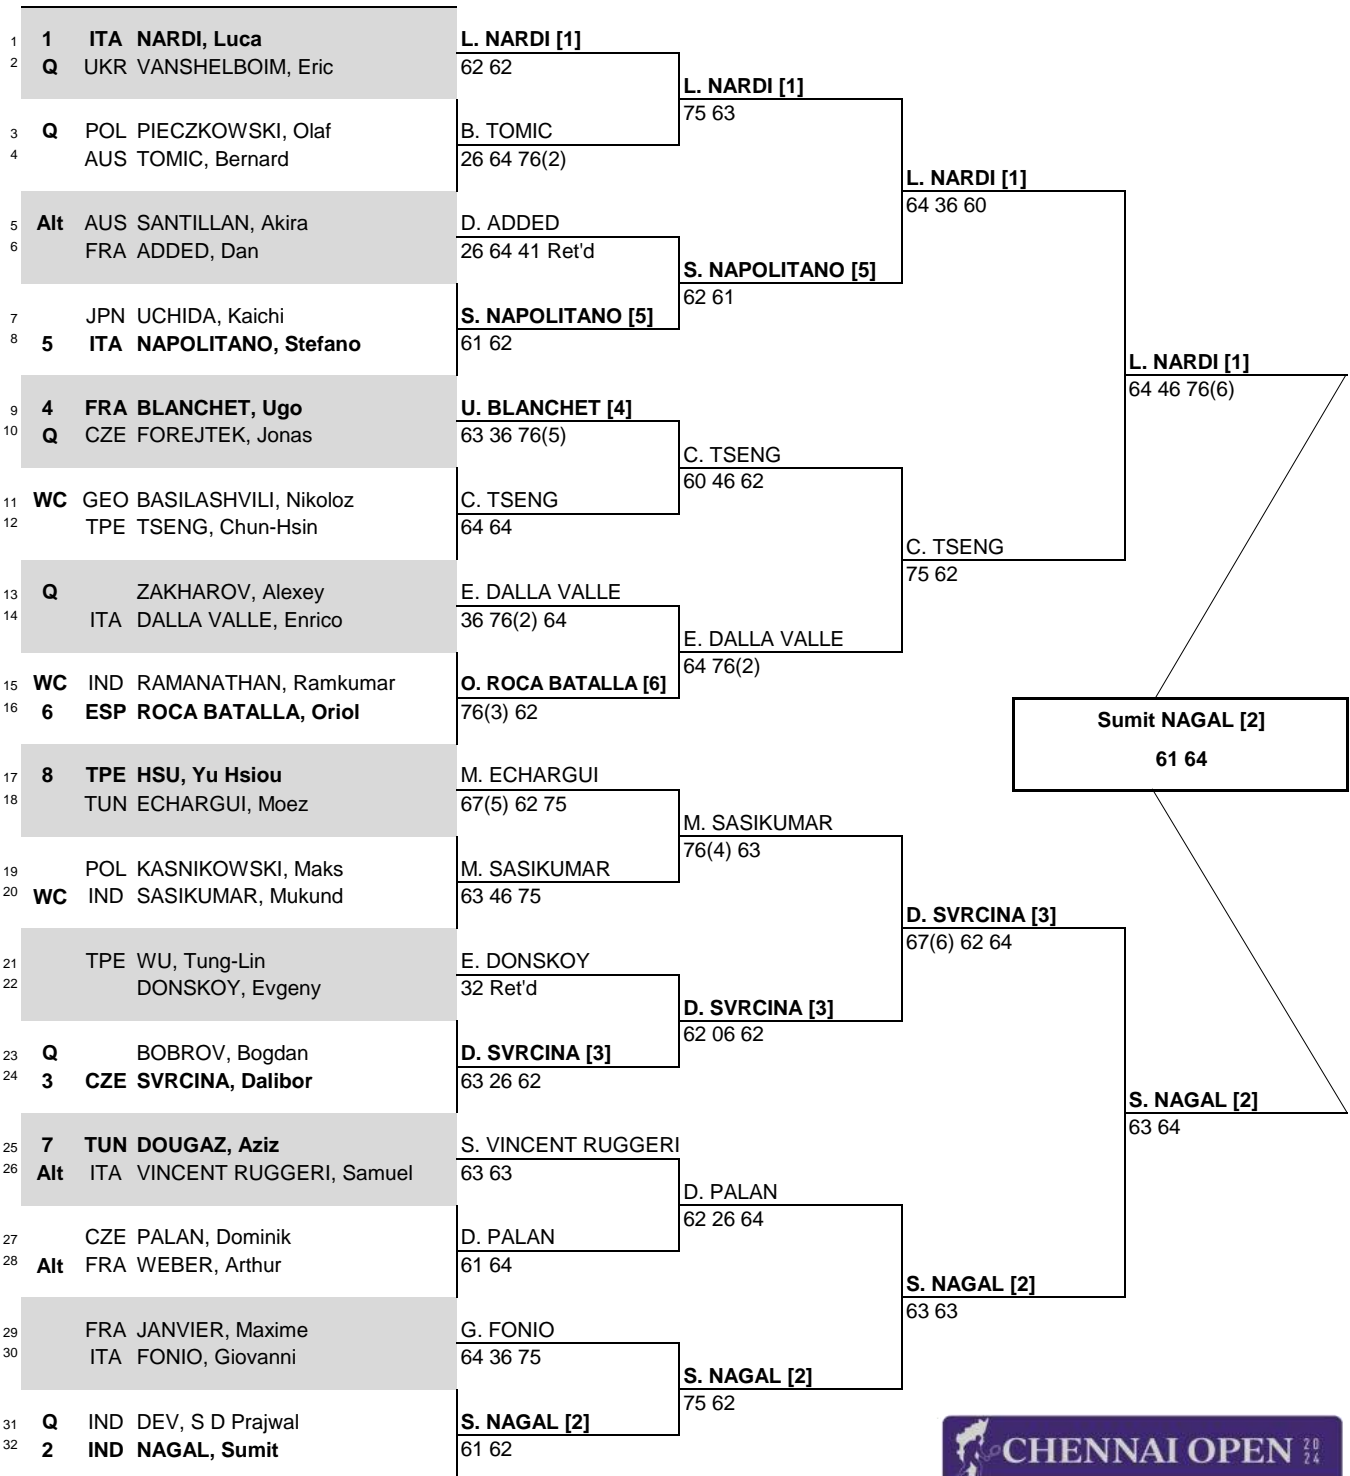 1 1 ITA NARDI, Luca
2 Q UKR VANSHELBOIM, Eric
3 Q POL PIECZKOWSKI, Olaf
4 AUS TOMIC, Bernard
5 Alt AUS SANTILLAN, Akira
6 FRA ADDED, Dan
7 JPN UCHIDA, Kaichi
8 5 ITA NAPOLITANO, Stefano
9 4 FRA BLANCHET, Ugo
10 Q CZE FOREJTEK, Jonas
11 WC GEO BASILASHVILI, Nikoloz
12 TPE TSENG, Chun-Hsin
13 Q ZAKHAROV, Alexey
14 ITA DALLA VALLE, Enrico
15 WC IND RAMANATHAN, Ramkumar
16 6 ESP ROCA BATALLA, Oriol
17 8 TPE HSU, Yu Hsiou
18 TUN ECHARGUI, Moez
19 POL KASNIKOWSKI, Maks
20 WC IND SASIKUMAR, Mukund
21 TPE WU, Tung-Lin
22 DONSKOY, Evgeny
23 Q BOBROV, Bogdan
24 3 CZE SVRCINA, Dalibor
25 7 TUN DOUGAZ, Aziz
26 Alt ITA VINCENT RUGGERI, Samuel
27 CZE PALAN, Dominik
28 Alt FRA WEBER, Arthur
29 FRA JANVIER, Maxime
30 ITA FONIO, Giovanni
31 Q IND DEV, S D Prajwal
32 2 IND NAGAL, Sumit
L. NARDI [1]
62 62
B. TOMIC
26 64 76(2)
D. ADDED
26 64 41 Ret'd
S. NAPOLITANO [5]
61 62
U. BLANCHET [4]
63 36 76(5)
C. TSENG
64 64
E. DALLA VALLE
36 76(2) 64
O. ROCA BATALLA [6]
76(3) 62
M. ECHARGUI
67(5) 62 75
M. SASIKUMAR
63 46 75
E. DONSKOY
32 Ret'd
D. SVRCINA [3]
63 26 62
S. VINCENT RUGGERI
63 63
D. PALAN
61 64
G. FONIO
64 36 75
S. NAGAL [2]
61 62
L. NARDI [1]
75 63
S. NAPOLITANO [5]
62 61
C. TSENG
60 46 62
E. DALLA VALLE
64 76(2)
M. SASIKUMAR
76(4) 63
D. SVRCINA [3]
62 06 62
D. PALAN
62 26 64
S. NAGAL [2]
75 62
L. NARDI [1]
64 36 60
C. TSENG
75 62
D. SVRCINA [3]
67(6) 62 64
S. NAGAL [2]
63 63
L. NARDI [1]
64 46 76(6)
S. NAGAL [2]
63 64
Sumit NAGAL [2]
61 64
CHENNAI OPEN 2024